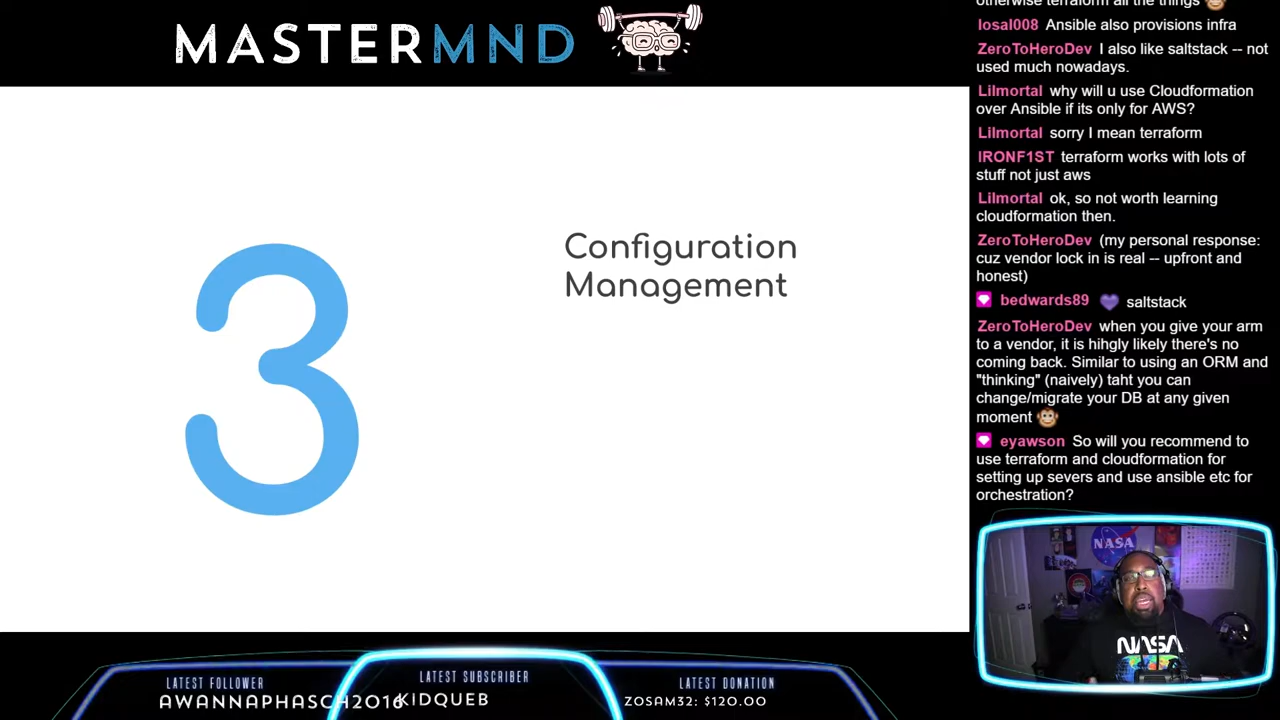 MASTERMND
3
Configuration
Management
otherwise terraform all the things
losal008 Ansible also provisions infra
ZeroToHeroDev I also like saltstack -- not
used much nowadays.
Lilmortal why will u use Cloudformation
over Ansible if its only for AWS?
Lilmortal sorry I mean terraform
IRONF1ST terraform works with lots of
stuff not just aws
Lilmortal ok, so not worth learning
cloudformation then.
ZeroToHeroDev (my personal response:
cuz vendor lock in is real -- upfront and
honest)
bedwards89 saltstack
ZeroToHeroDev when you give your arm
to a vendor, it is hihgly likely there's no
coming back. Similar to using an ORM and
"thinking" (naively) taht you can
change/migrate your DB at any given
moment
eyawson So will you recommend to
use terraform and cloudformation for
setting up severs and use ansible etc for
orchestration?
NASA
NASA
LATEST FOLLOWER
AWANNAPHASCH2016
LATEST SUBSCRIBER
KIDQUEB
LATEST DONATION
ZOSAM32: $120.00